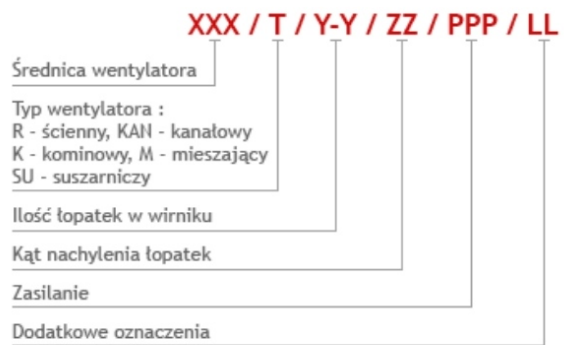 XXX / T / Y-Y / ZZ / PPP / LL
Średnica wentylatora
Typ wentylatora :
R - ścienny, KAN - kanałowy
K - kominowy, M - mieszający
SU - suszarniczy
Ilość łopatek w wirniku
Kąt nachylenia łopatek
Zasilanie
Dodatkowe oznaczenia